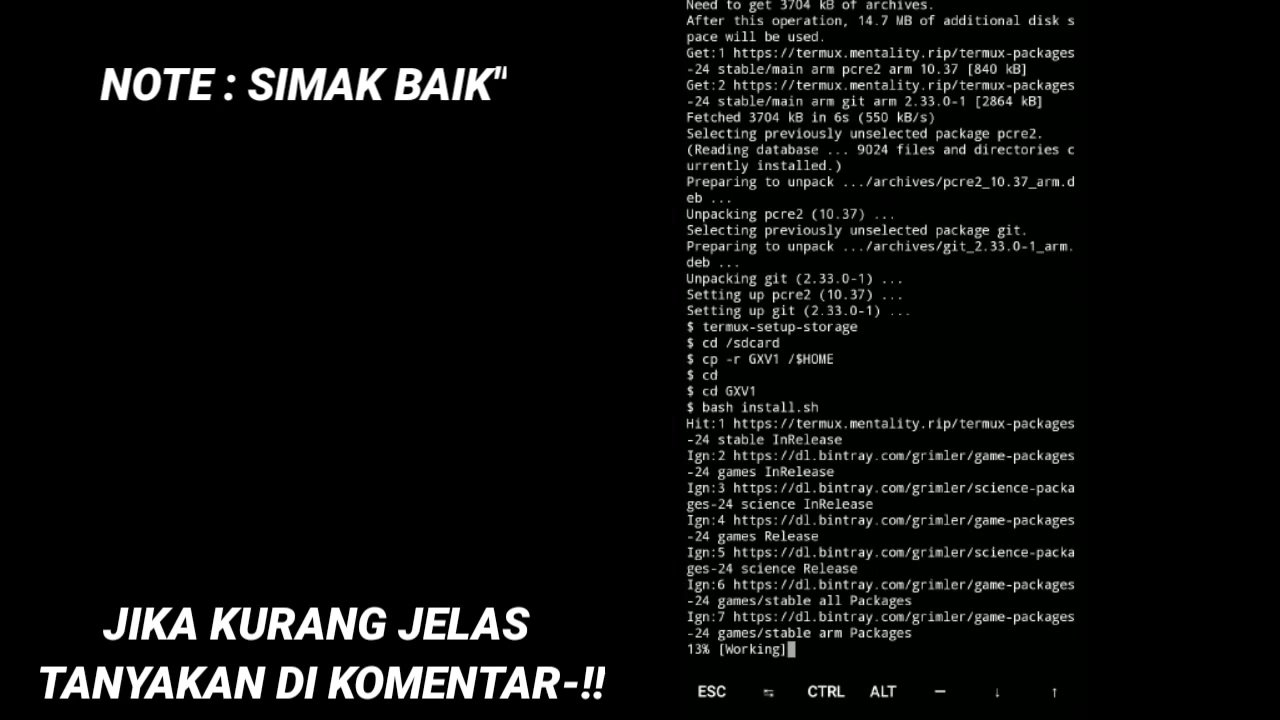 NOTE : SIMAK BAIK"
JIKA KURANG JELAS
TANYAKAN DI KOMENTAR-!!
Need to get 3704 kB of archives.
After this operation, 14.7 MB of additional disk s
pace will be used.
Get:1 https://termux.mentality.rip/termux-packages
-24 stable/main arm pcre2 arm 10.37 [840 kB]
Get:2 https://termux.mentality.rip/termux-packages
-24 stable/main arm git arm 2.33.0-1 [2864 kB]
Fetched 3704 kB in 6s (550 kB/s)
Selecting previously unselected package pcre2.
(Reading database ... 9024 files and directories c
urrently installed.)
Preparing to unpack .../archives/pcre2_10.37_arm.d
eb ...
Unpacking pcre2 (10.37) ...
Selecting previously unselected package git.
Preparing to unpack .../archives/git_2.33.0-1_arm.
deb ...
Unpacking git (2.33.0-1) ...
Setting up pcre2 (10.37) ...
Setting up git (2.33.0-1) ...
$ termux-setup-storage
$ cd /sdcard
$ cp -r GXV1 /$HOME
$ cd
$ cd GXV1
$ bash install.sh
Hit:1 https://termux.mentality.rip/termux-packages
-24 stable InRelease
Ign:2 https://dl.bintray.com/grimler/game-packages
-24 games InRelease
Ign:3 https://dl.bintray.com/grimler/science-packa
ges-24 science InRelease
Ign:4 https://dl.bintray.com/grimler/game-packages
-24 games Release
Ign:5 https://dl.bintray.com/grimler/science-packa
ges-24 science Release
Ign:6 https://dl.bintray.com/grimler/game-packages
-24 games/stable all Packages
Ign:7 https://dl.bintray.com/grimler/game-packages
-24 games/stable arm Packages
13% [Working]
ESC ⇆ CTRL ALT – ↓ ↑